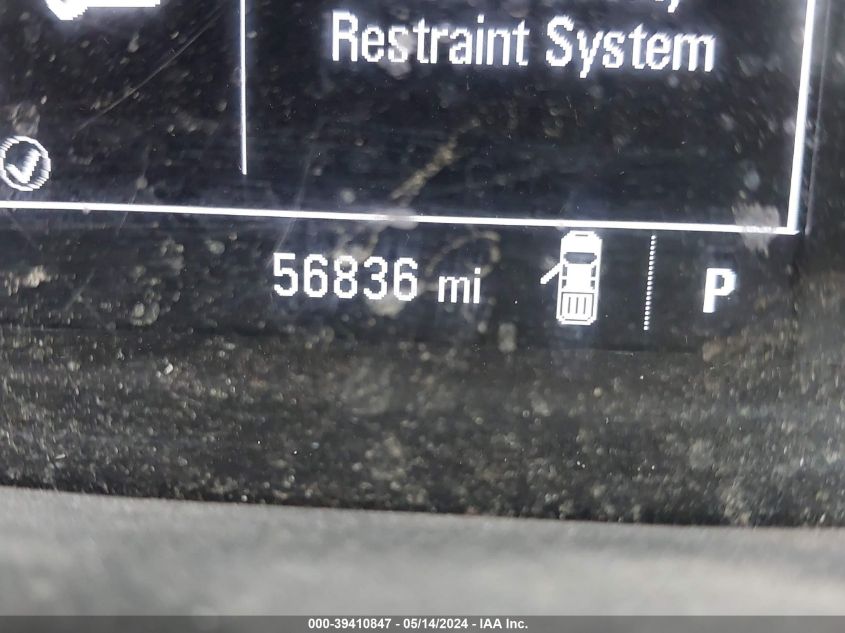 Restraint System
56836 mi
P
000-39410847 - 05/14/2024 - IAA Inc.